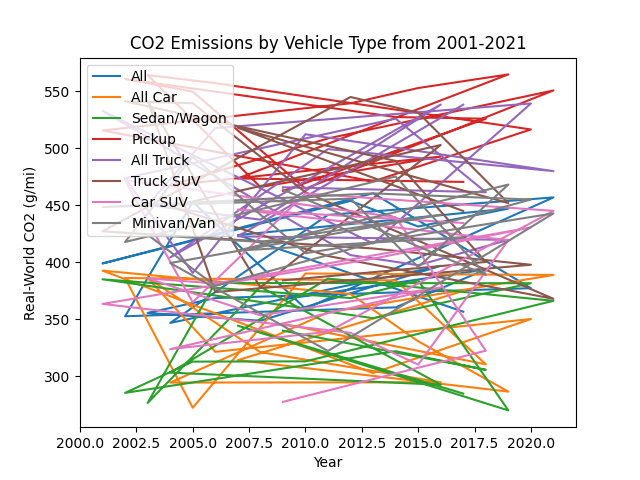 CO2 Emissions by Vehicle Type from 2001-2021
All
All Car
Sedan/Wagon
Pickup
All Truck
Truck SUV
Car SUV
Minivan/Van
Real-World CO2 (g/mi)
550
500
450
400
350
300
2000.0 2002.5 2005.0 2007.5 2010.0 2012.5 2015.0 2017.5 2020.0
Year